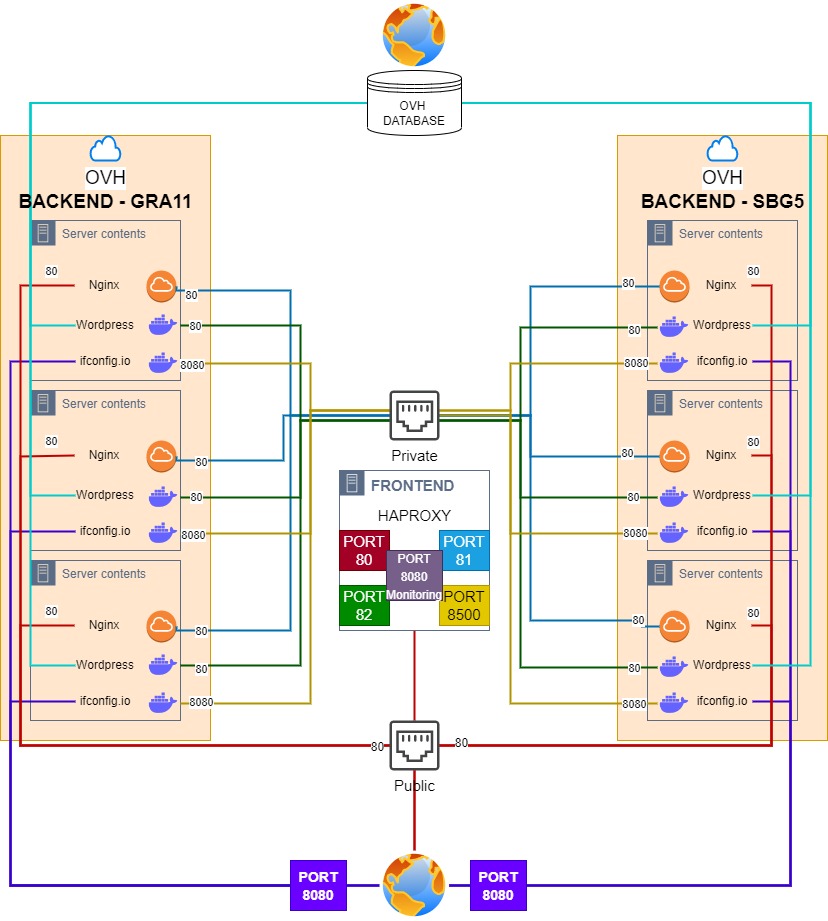 OVH
DATABASE
OVH
BACKEND - GRA11
Server contents
80
Nginx
80
Wordpress
80
ifconfig.io
8080
Server contents
80
Nginx
80
Wordpress
80
ifconfig.io
8080
Server contents
80
Nginx
80
Wordpress
80
ifconfig.io
8080
OVH
BACKEND - SBG5
Server contents
80
Nginx
80
80
Wordpress
8080
ifconfig.io
Server contents
80
Nginx
80
80
Wordpress
8080
ifconfig.io
Server contents
80
Nginx
80
80
Wordpress
8080
ifconfig.io
Private
FRONTEND
HAPROXY
PORT
80
PORT
81
PORT
8080
Monitoring
PORT
82
PORT
8500
80
80
Public
PORT
8080
PORT
8080